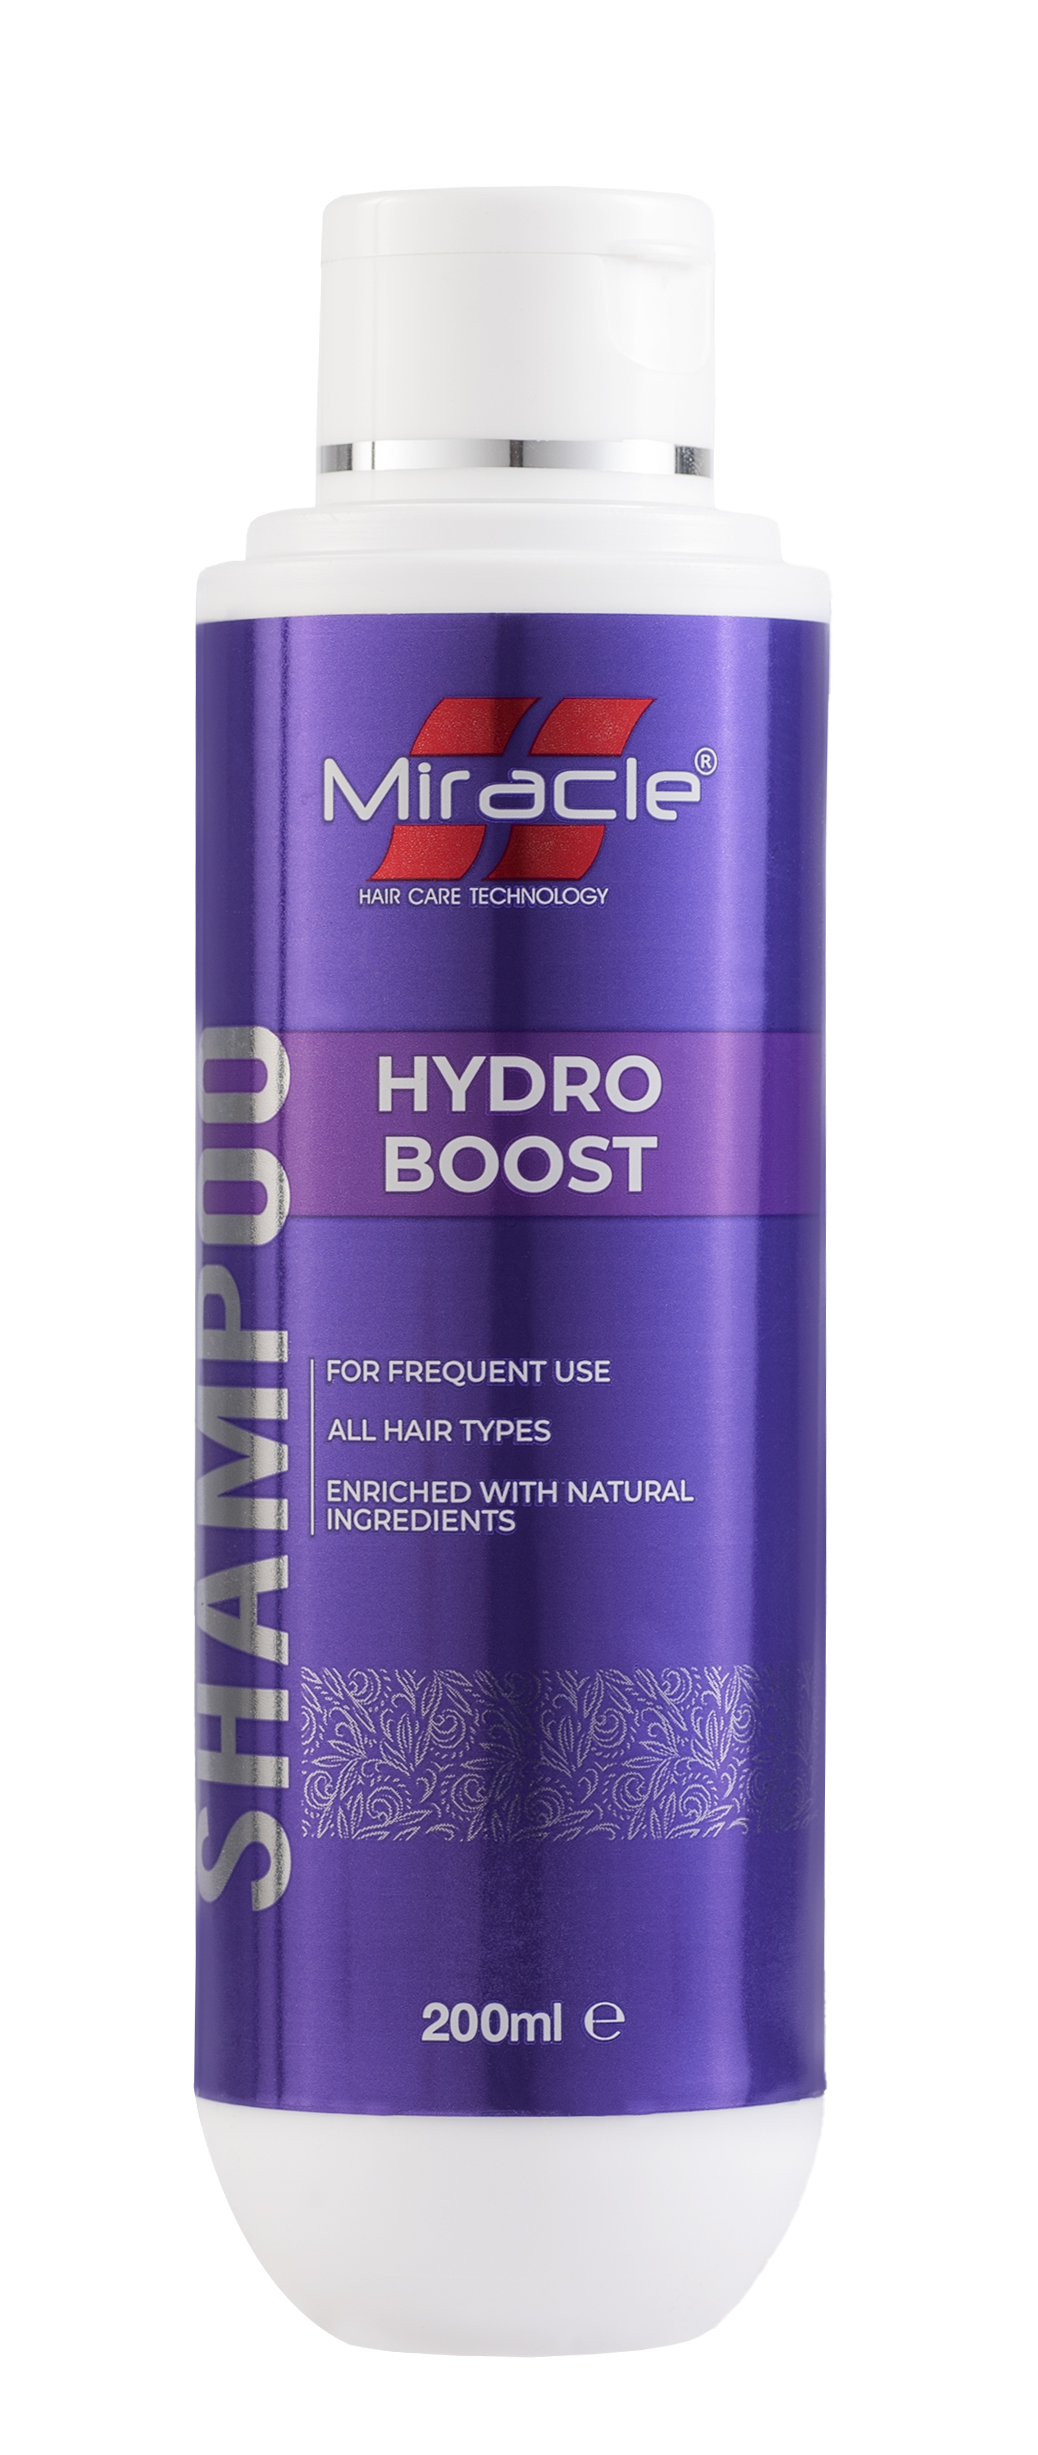 Miracle®
HAIR CARE TECHNOLOGY
HYDRO
BOOST
SHAMPOO
FOR FREQUENT USE
ALL HAIR TYPES
ENRICHED WITH NATURAL
INGREDIENTS
200ml ℮